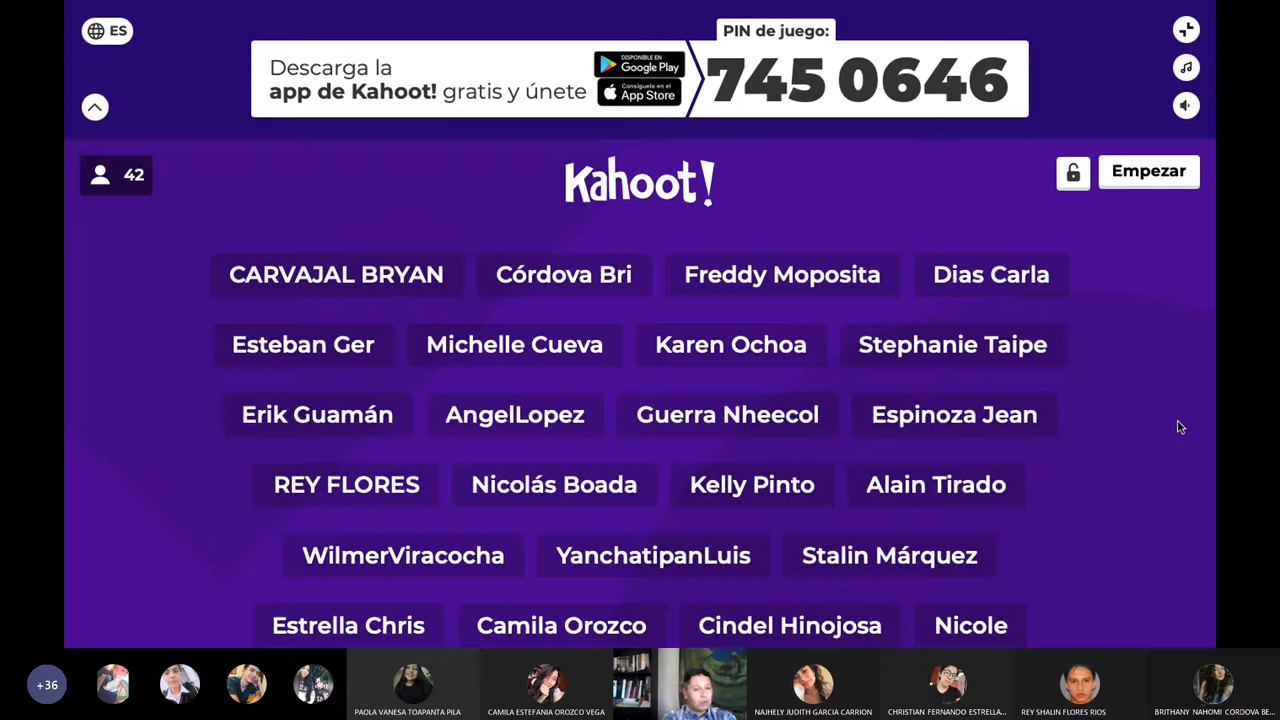 ES
PIN de juego:
Descarga la
app de Kahoot! gratis y únete
DISPONIBLE EN
Google Play
Consíguelo en el
App Store
745 0646
42
Kahoot!
Empezar
CARVAJAL BRYAN Córdova Bri Freddy Moposita Dias Carla
Esteban Ger Michelle Cueva Karen Ochoa Stephanie Taipe
Erik Guamán AngelLopez Guerra Nheecol Espinoza Jean
REY FLORES Nicolás Boada Kelly Pinto Alain Tirado
WilmerViracocha YanchatipanLuis Stalin Márquez
Estrella Chris Camila Orozco Cindel Hinojosa Nicole
+36
PAOLA VANESA TOAPANTA PILA
CAMILA ESTEFANIA OROZCO VEGA
NAJHELY JUDITH GARCIA CARRION
CHRISTIAN FERNANDO ESTRELLA...
REY SHALIN FLORES RIOS
BRITHANY NAHOMI CORDOVA BE...